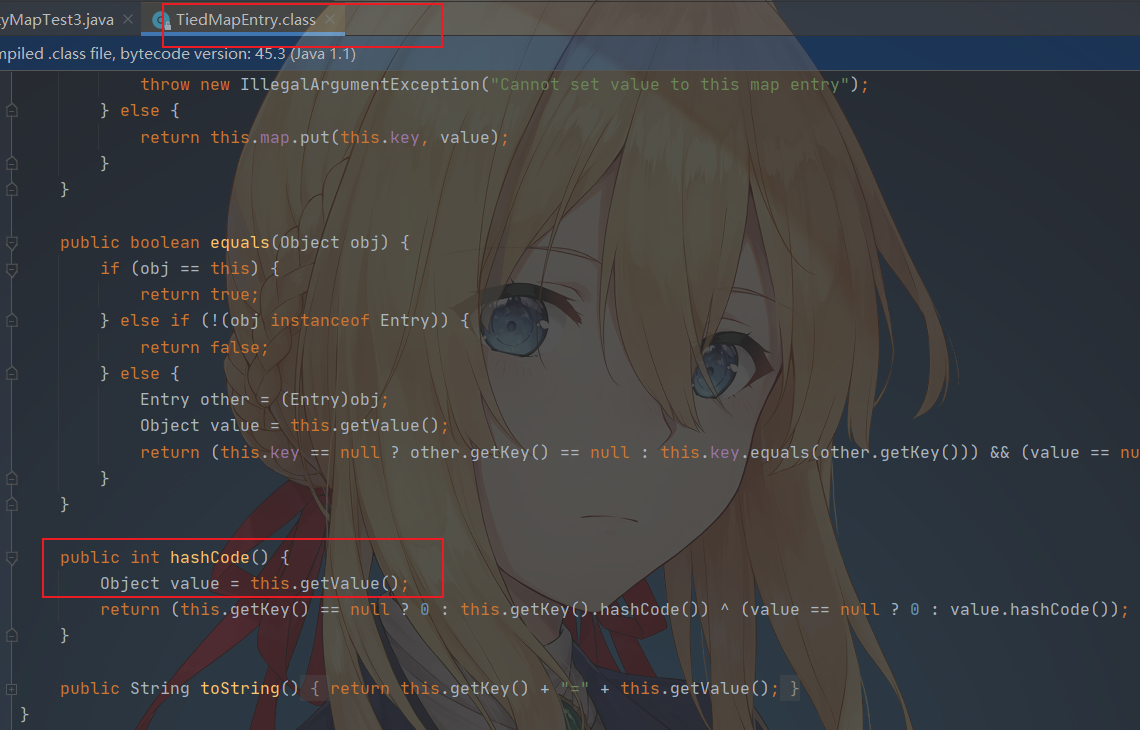 yMapTest3.java × TiedMapEntry.class ×
mpiled .class file, bytecode version: 45.3 (Java 1.1)
throw new IllegalArgumentException("Cannot set value to this map entry");
} else {
return this.map.put(this.key, value);
}
}
public boolean equals(Object obj) {
if (obj == this) {
return true;
} else if (!(obj instanceof Entry)) {
return false;
} else {
Entry other = (Entry)obj;
Object value = this.getValue();
return (this.key == null ? other.getKey() == null : this.key.equals(other.getKey())) && (value == nu
}
}
public int hashCode() {
Object value = this.getValue();
return (this.getKey() == null ? 0 : this.getKey().hashCode()) ^ (value == null ? 0 : value.hashCode());
}
public String toString() { return this.getKey() + "=" + this.getValue(); }
}